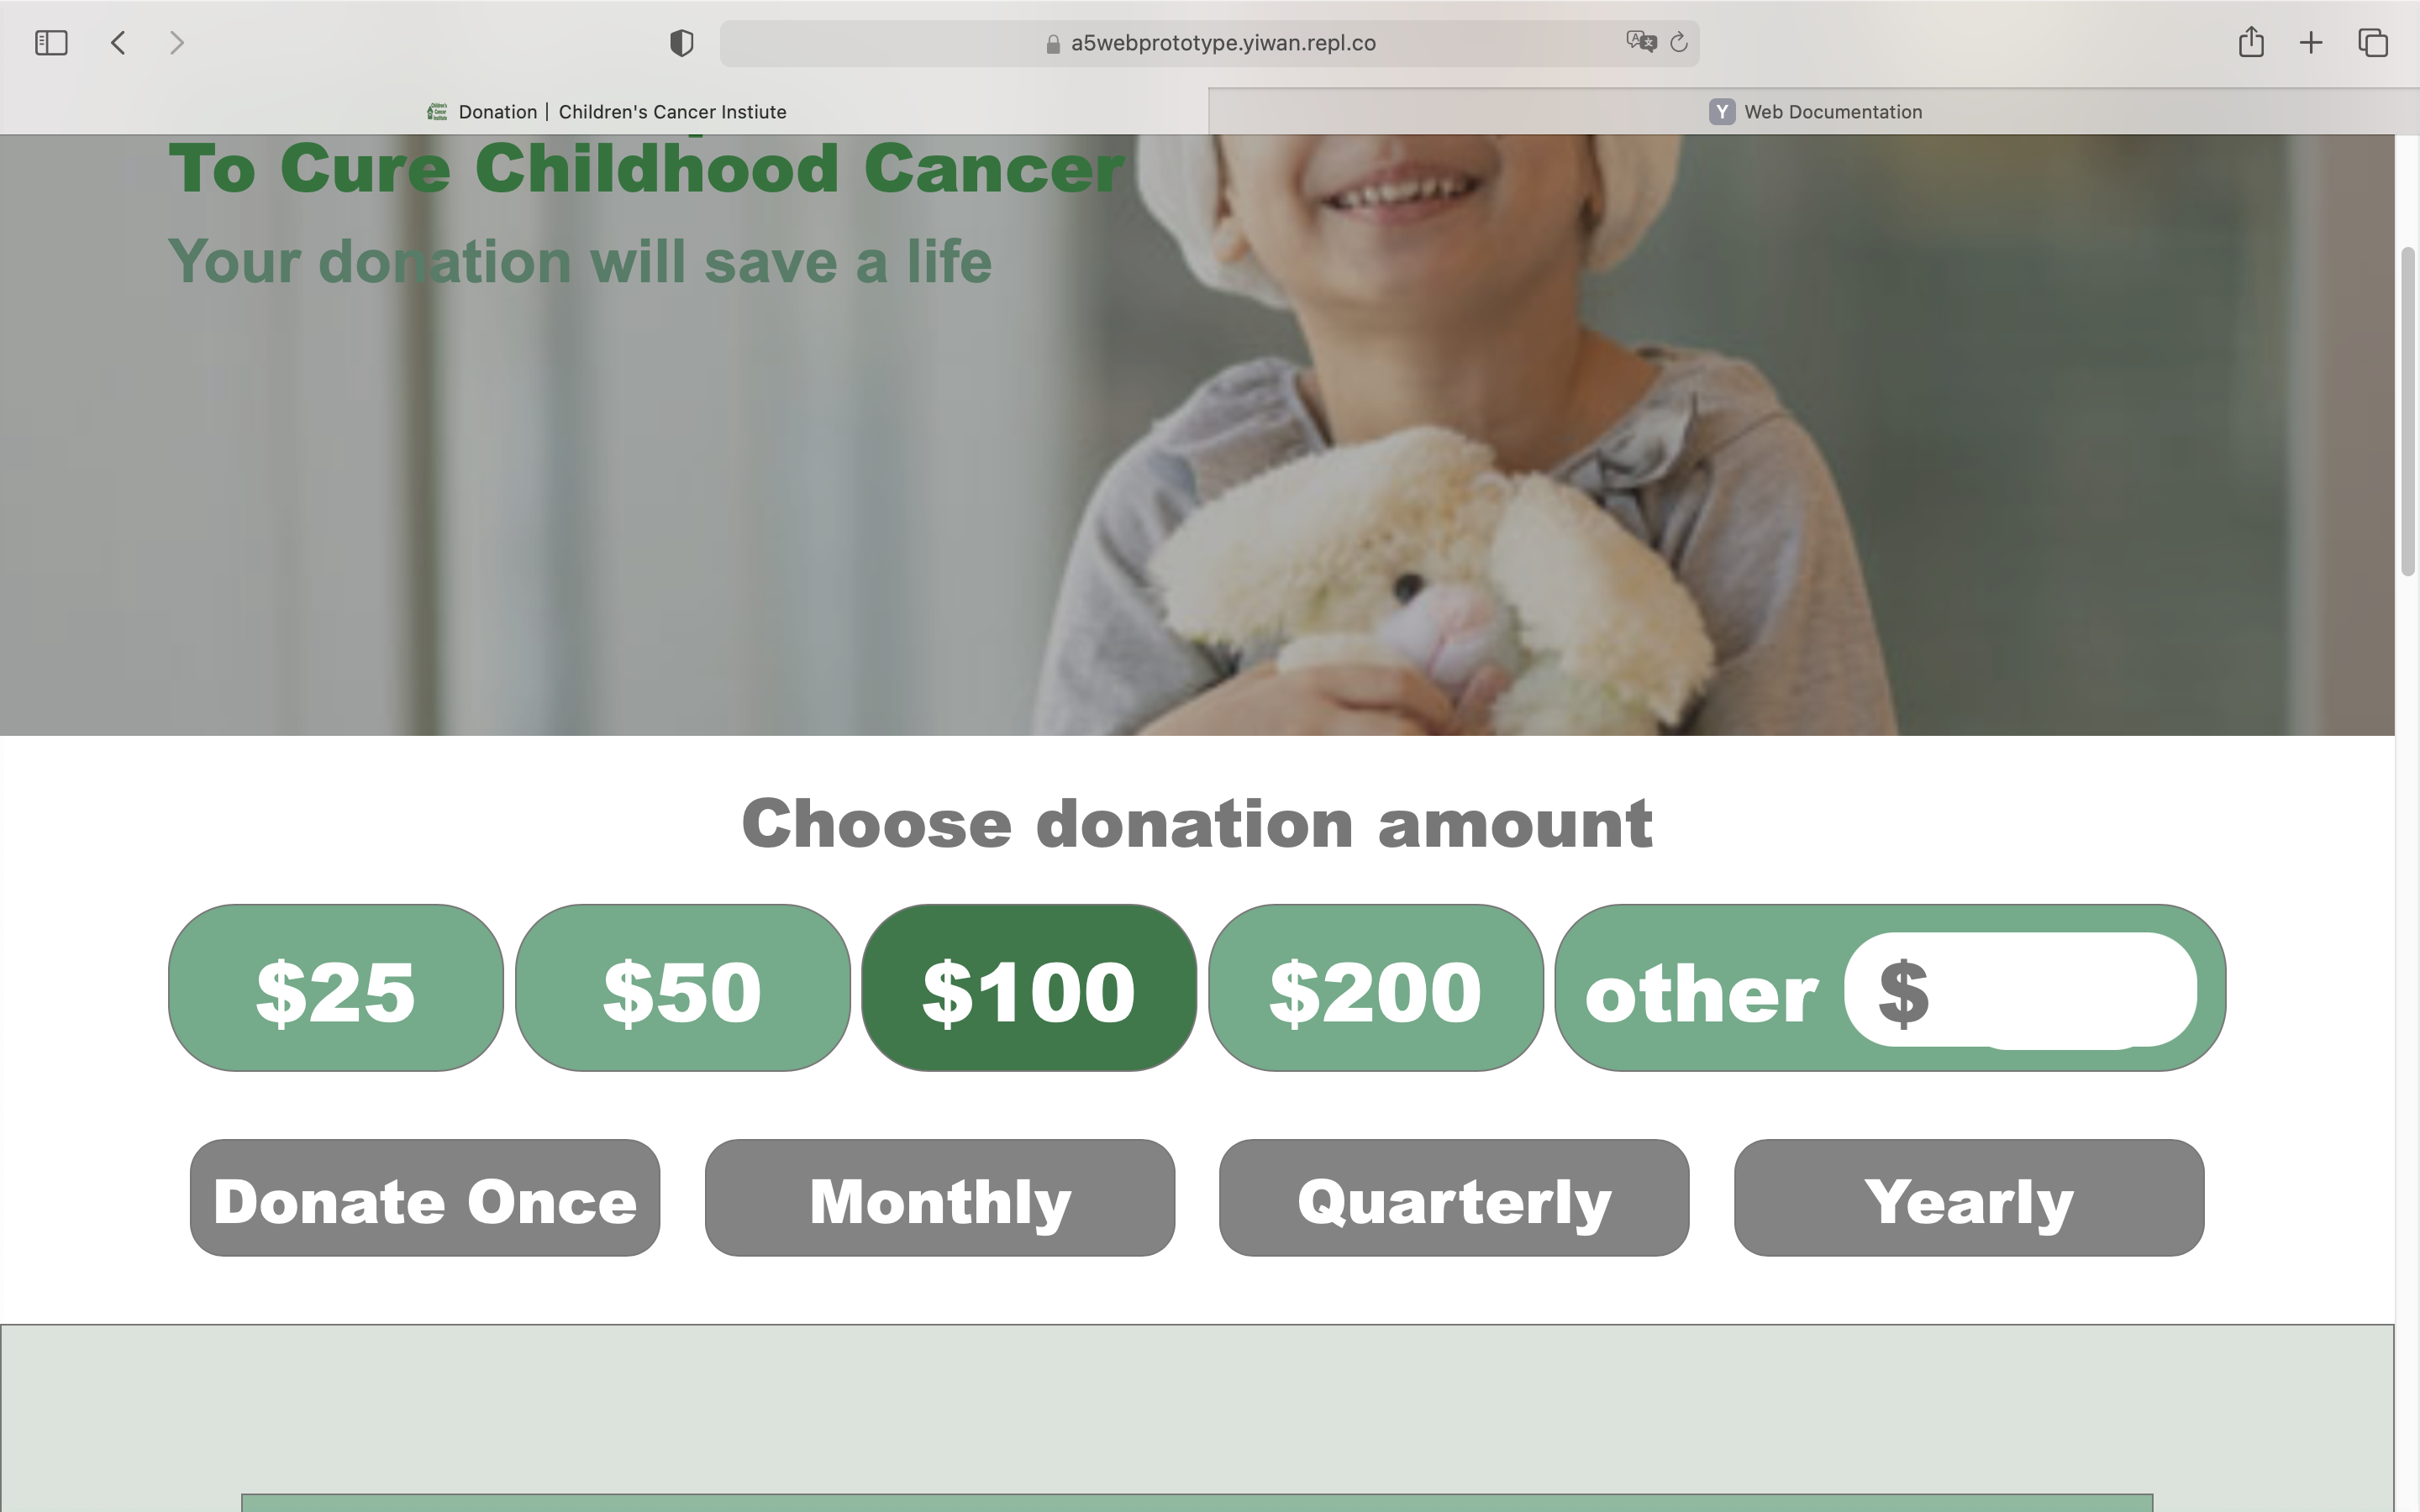 a5webprototype.yiwan.repl.co
Donation | Children's Cancer Instiute
Y Web Documentation
To Cure Childhood Cancer
Your donation will save a life
Choose donation amount
$25 $50 $100 $200 other $
Donate Once Monthly Quarterly Yearly